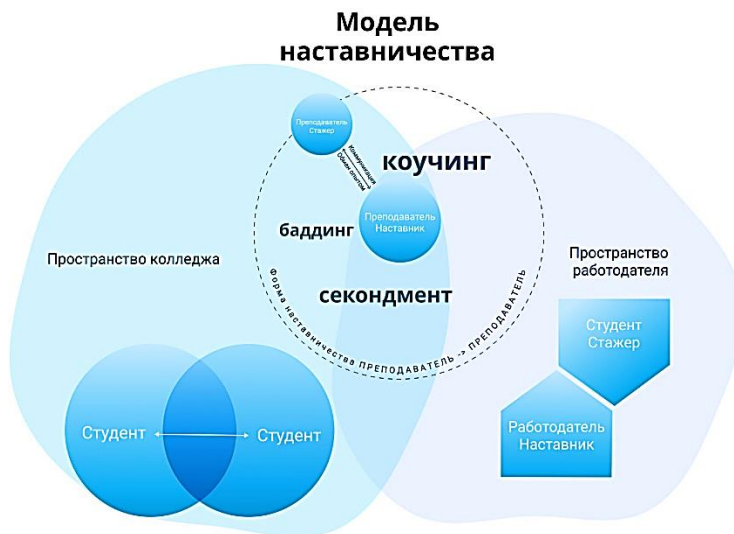 Модель
наставничества
Преподаватель
Стажер
Коммуникация
Обмен опытом
коучинг
Преподаватель
Наставник
баддинг
Пространство колледжа
Пространство
работодателя
секондмент
Форма наставничества ПРЕПОДАВАТЕЛЬ -> ПРЕПОДАВАТЕЛЬ
Студент
Стажер
Работодатель
Наставник
Студент
Студент